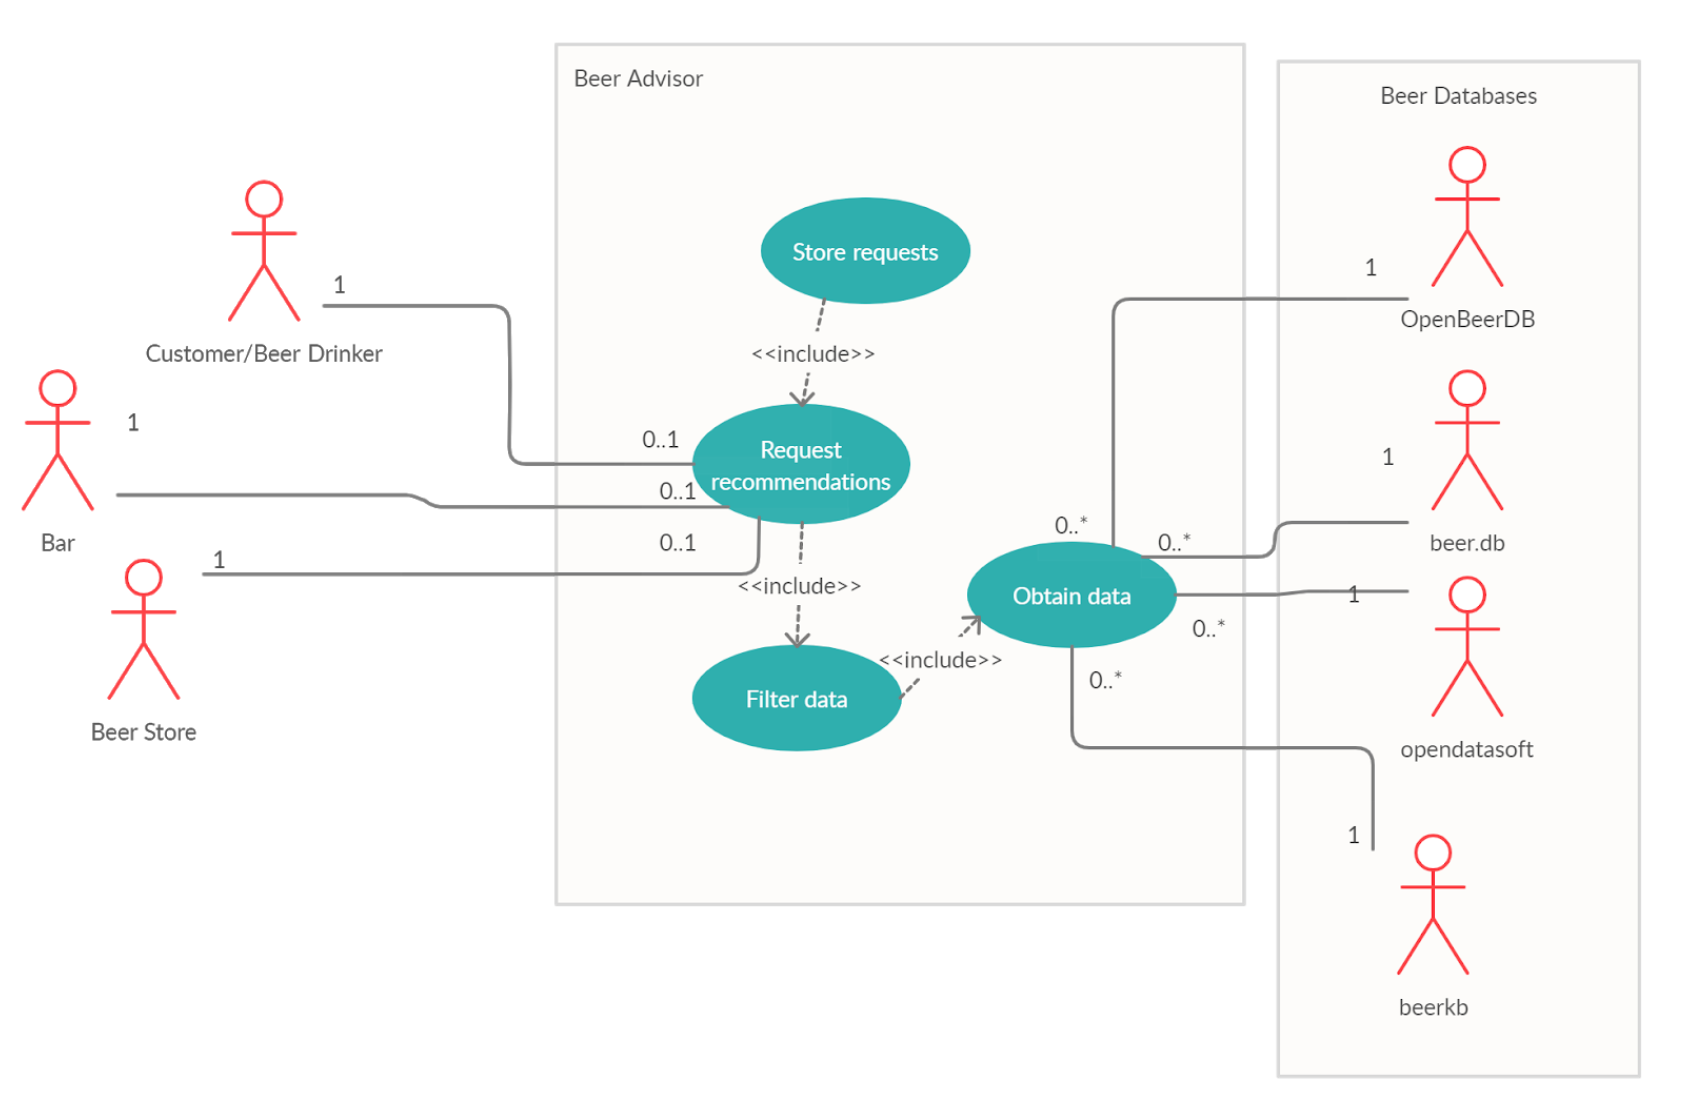 Beer Advisor
Beer Databases
Store requests
1
1
OpenBeerDB
Customer/Beer Drinker
<<include>>
1
0..1
Request
recommendations
1
0..1
0..*
0..*
0..1
Bar
beer.db
1
<<include>>
Obtain data
1
0..*
<<include>>
0..*
Filter data
Beer Store
opendatasoft
1
beerkb